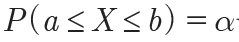 P(a ≤ X ≤ b) = α